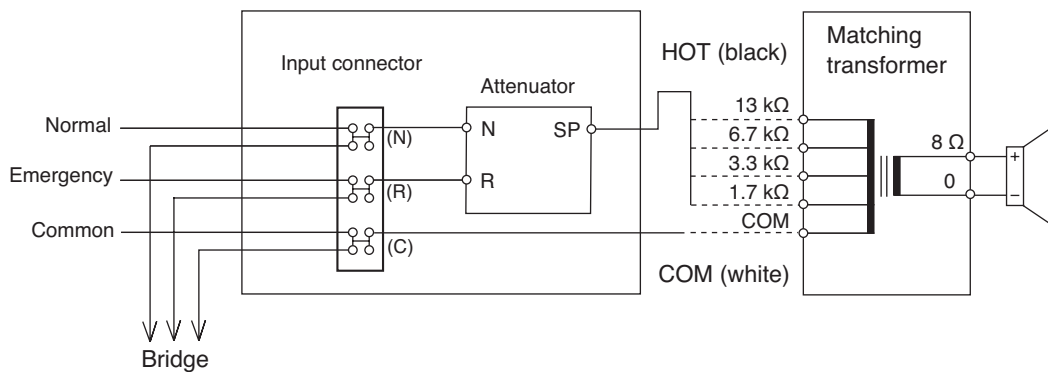 Input connector
Attenuator
HOT (black)
Matching
transformer
Normal
(N)
N
SP
13 kΩ
6.7 kΩ
8 Ω
Emergency
(R)
R
3.3 kΩ
1.7 kΩ
0
+
−
Common
(C)
COM
COM (white)
Bridge